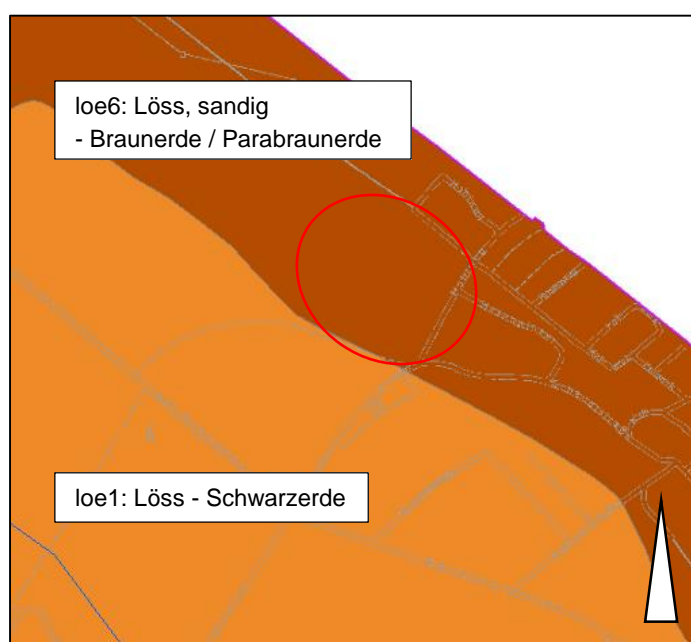 loe6: Löss, sandig
- Braunerde / Parabraunerde
loe1: Löss - Schwarzerde